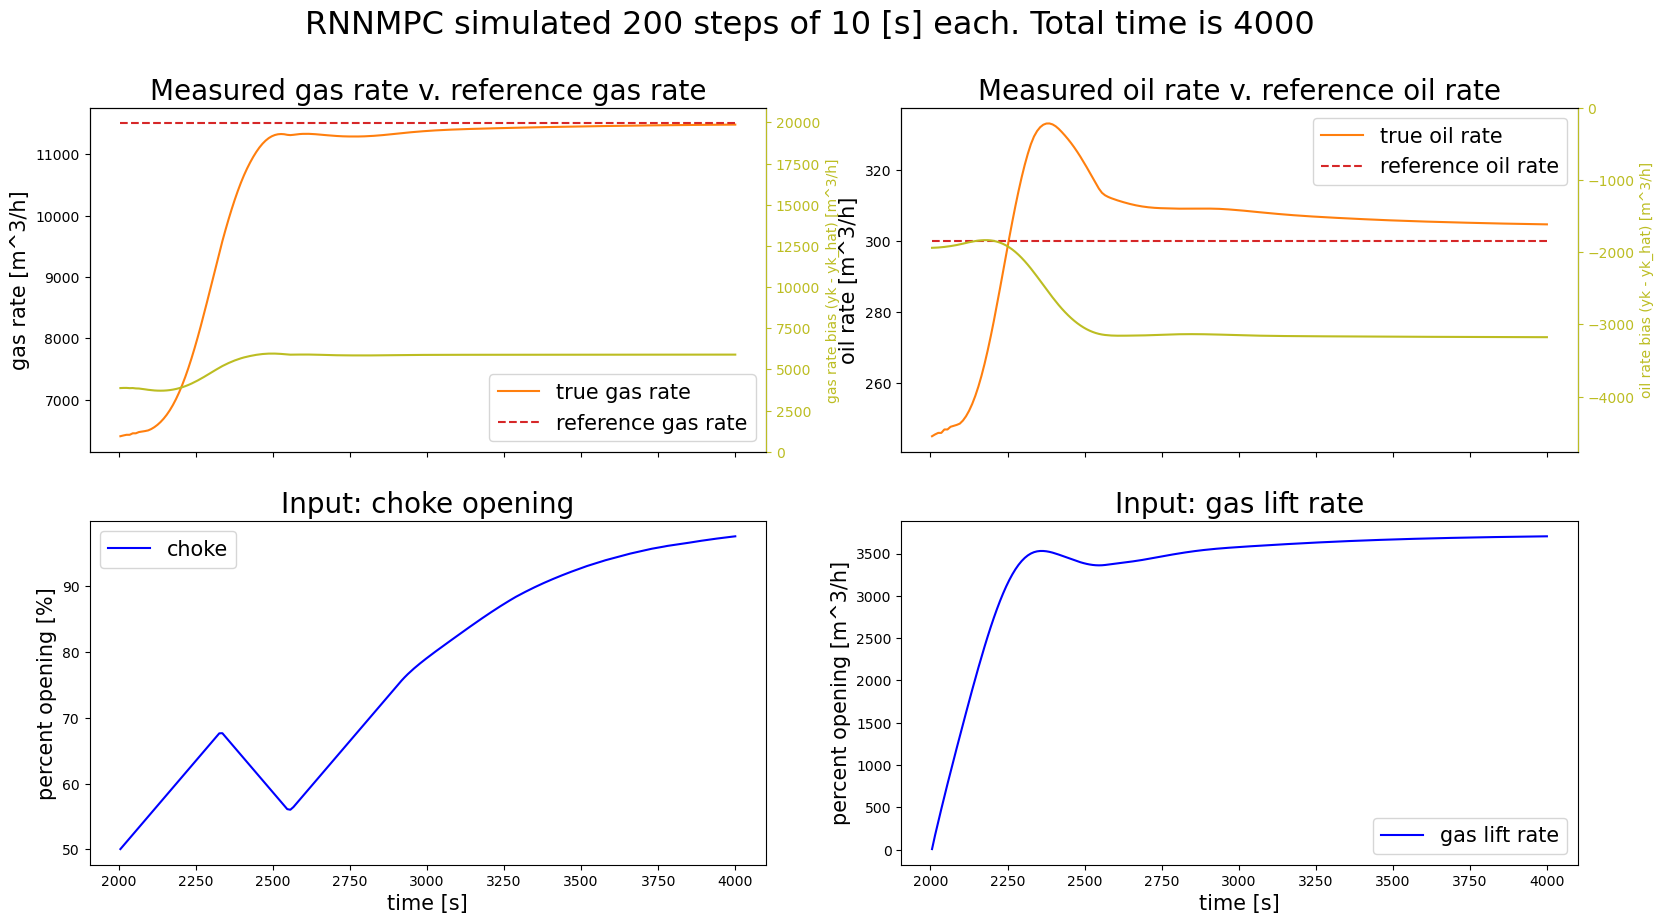 RNNMPC simulated 200 steps of 10 [s] each. Total time is 4000
Measured gas rate v. reference gas rate
gas rate [m^3/h]
11000
10000
9000
8000
7000
20000
17500
15000
12500
10000
7500
5000
2500
0
gas rate bias (yk - yk_hat) [m^3/h]
true gas rate
reference gas rate
Measured oil rate v. reference oil rate
oil rate [m^3/h]
320
300
280
260
0
−1000
−2000
−3000
−4000
oil rate bias (yk - yk_hat) [m^3/h]
true oil rate
reference oil rate
Input: choke opening
percent opening [%]
90
80
70
60
50
choke
2000 2250 2500 2750 3000 3250 3500 3750 4000
time [s]
Input: gas lift rate
percent opening [m^3/h]
3500
3000
2500
2000
1500
1000
500
0
gas lift rate
2000 2250 2500 2750 3000 3250 3500 3750 4000
time [s]